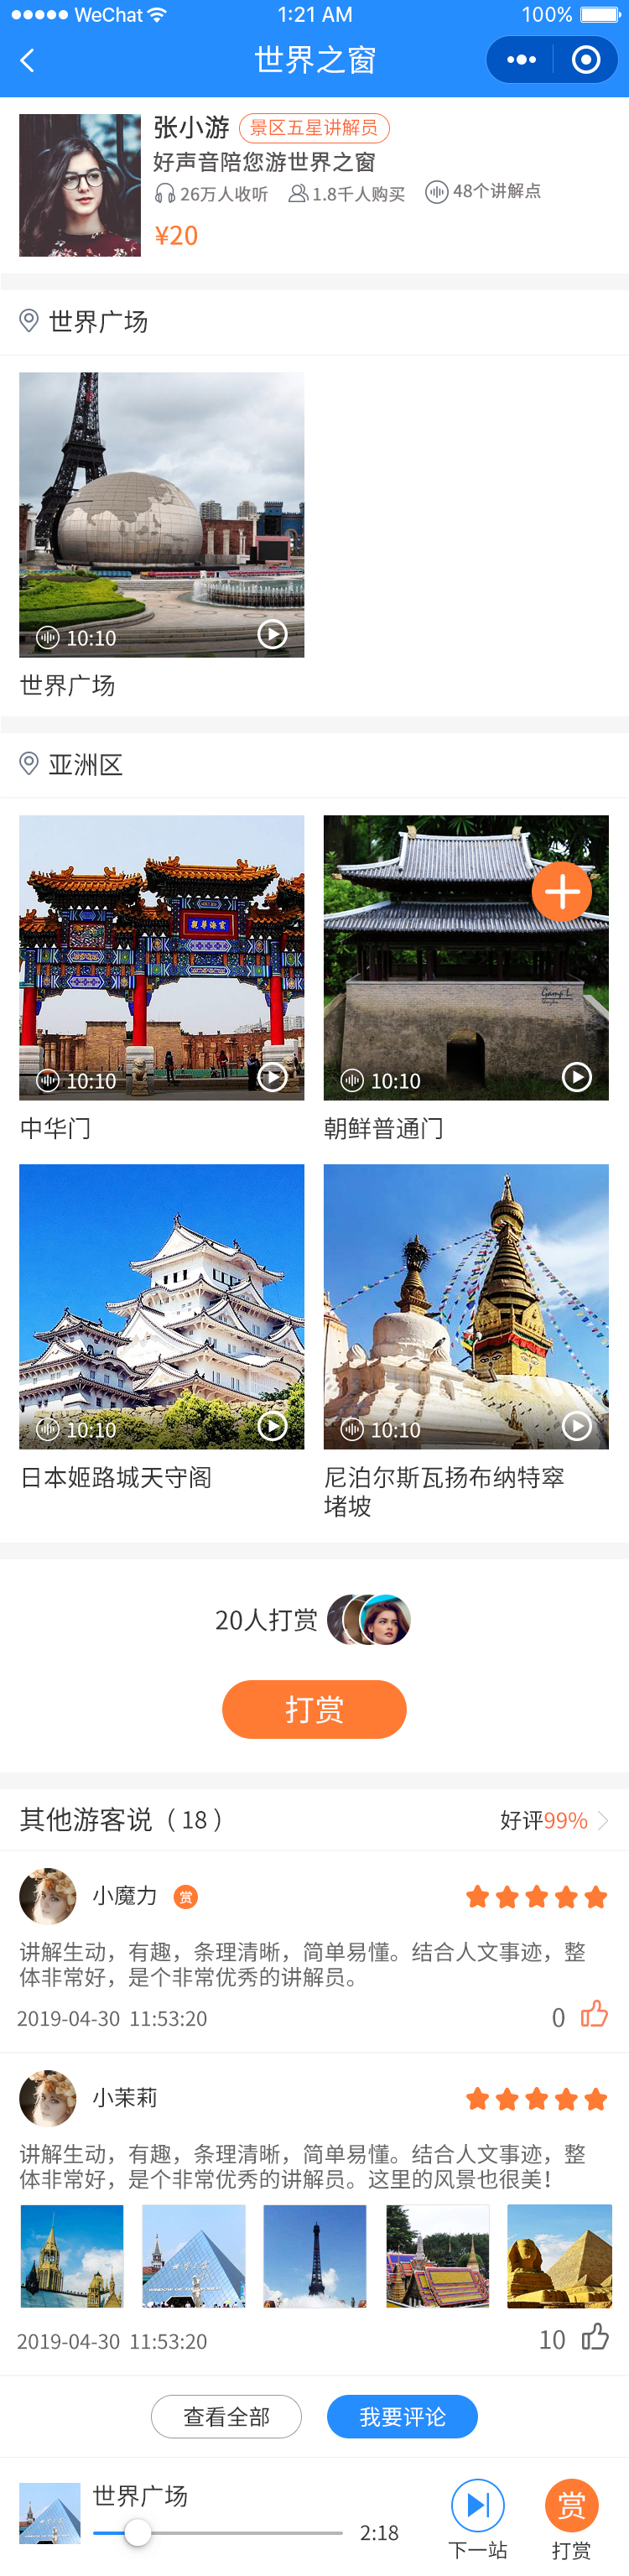 WeChat 1:21 AM 100%
世界之窗
张小游 景区五星讲解员
好声音陪您游世界之窗
26万人收听 1.8千人购买 48个讲解点
¥20
世界广场
10:10
世界广场
亚洲区
10:10 10:10
中华门 朝鲜普通门
10:10 10:10
日本姬路城天守阁 尼泊尔斯瓦扬布纳特窣
堵坡
20人打赏
打赏
其他游客说（18） 好评99%
小魔力 赏
讲解生动，有趣，条理清晰，简单易懂。结合人文事迹，整
体非常好，是个非常优秀的讲解员。
2019-04-30 11:53:20 0
小茉莉
讲解生动，有趣，条理清晰，简单易懂。结合人文事迹，整
体非常好，是个非常优秀的讲解员。这里的风景也很美！
2019-04-30 11:53:20 10
查看全部 我要评论
世界广场 赏
2:18
下一站 打赏